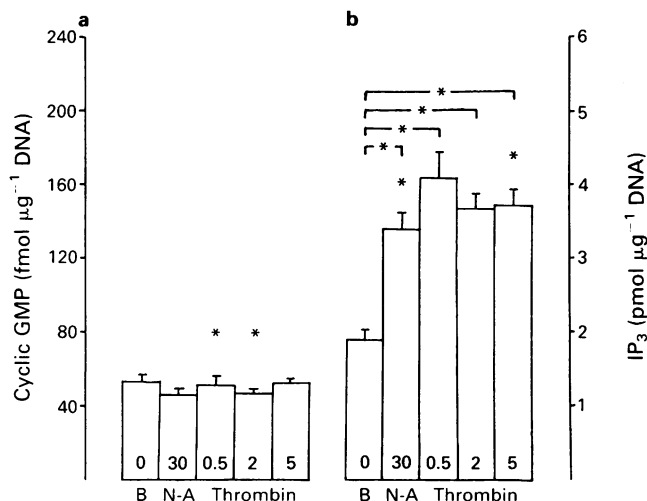 a
b
Cyclic GMP (fmol μg⁻¹ DNA)
240
200
160
120
80
40
* *
0 30 0.5 2 5
B N-A Thrombin
*
*
*
*
* *
0 30 0.5 2 5
B N-A Thrombin
6
5
4
3
2
1
IP₃ (pmol μg⁻¹ DNA)